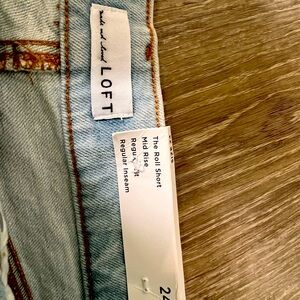 made and loved
LOFT
The Roll Short
Mid Rise
Regular Inseam
24